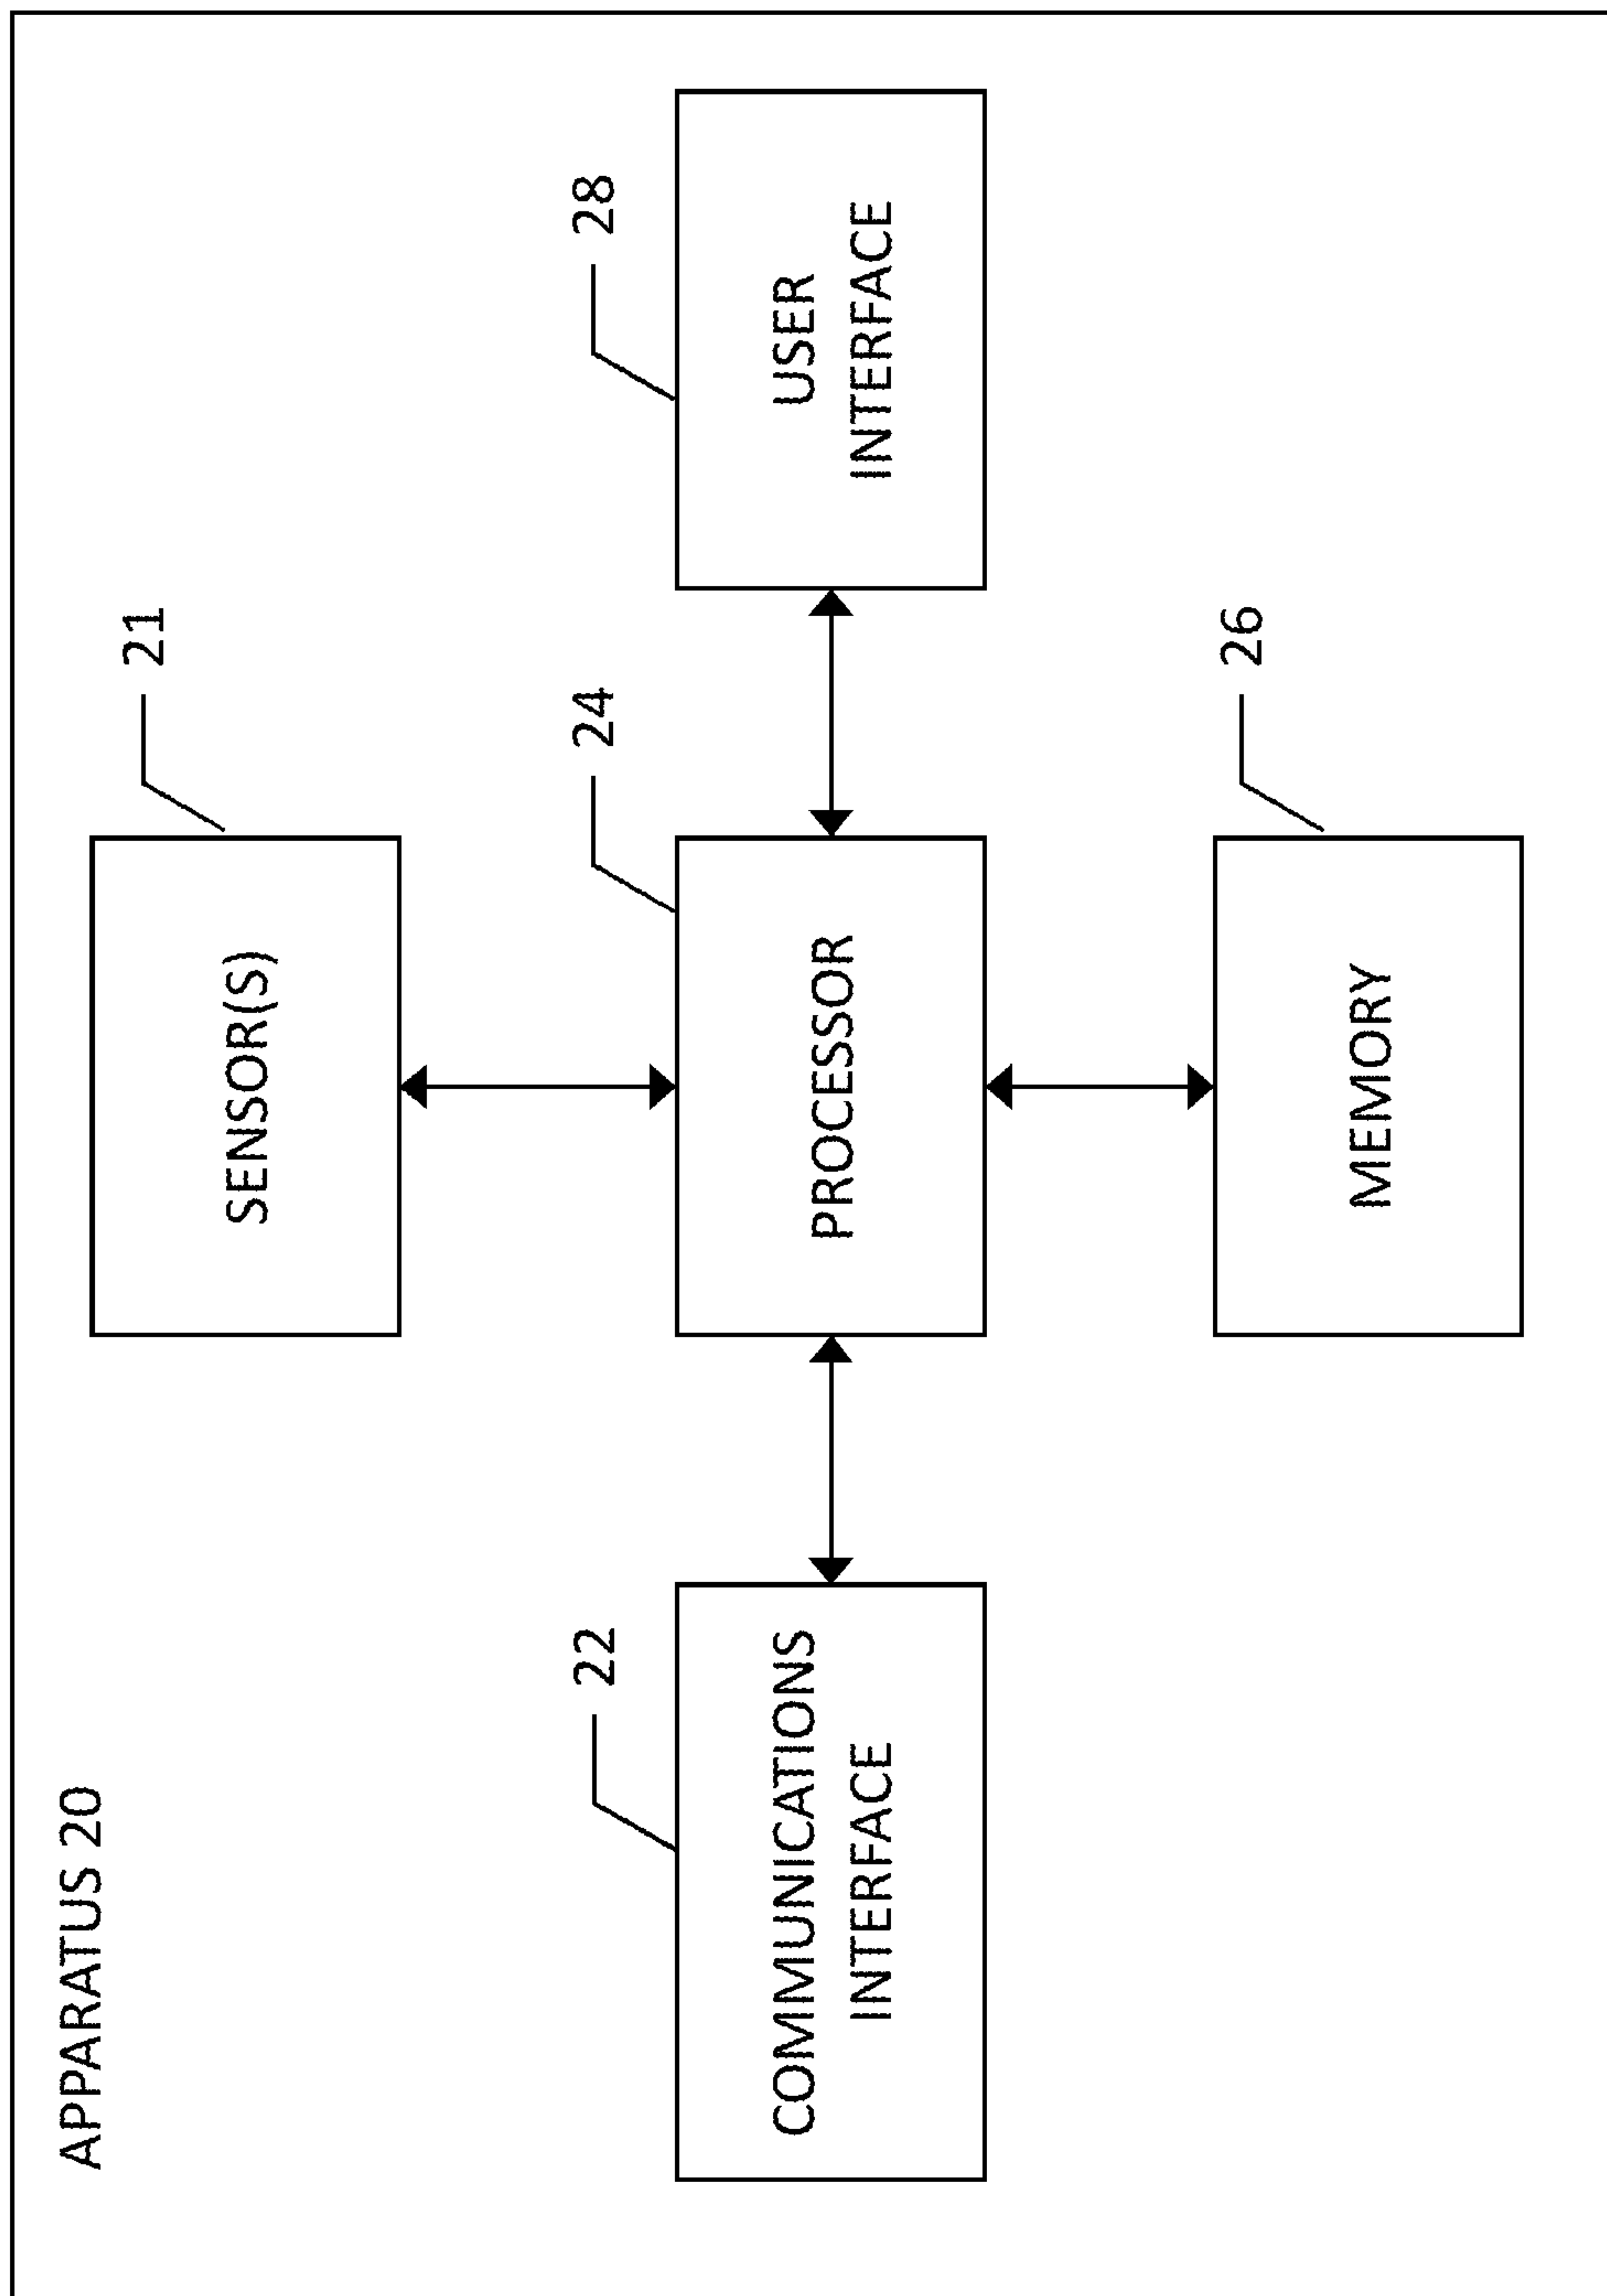 APPARATUS 20
21
SENSOR(S)
22
COMMUNICATIONS
INTERFACE
24
PROCESSOR
28
USER
INTERFACE
26
MEMORY